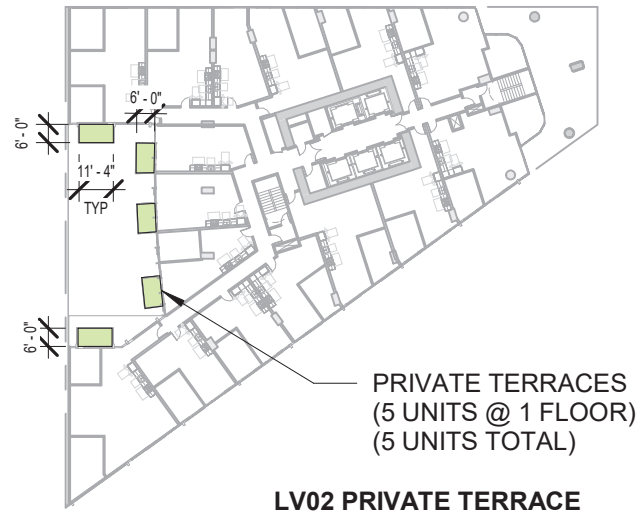 6' - 0"
6' - 0"
11' - 4"
TYP
6' - 0"
PRIVATE TERRACES
(5 UNITS @ 1 FLOOR)
(5 UNITS TOTAL)
LV02 PRIVATE TERRACE